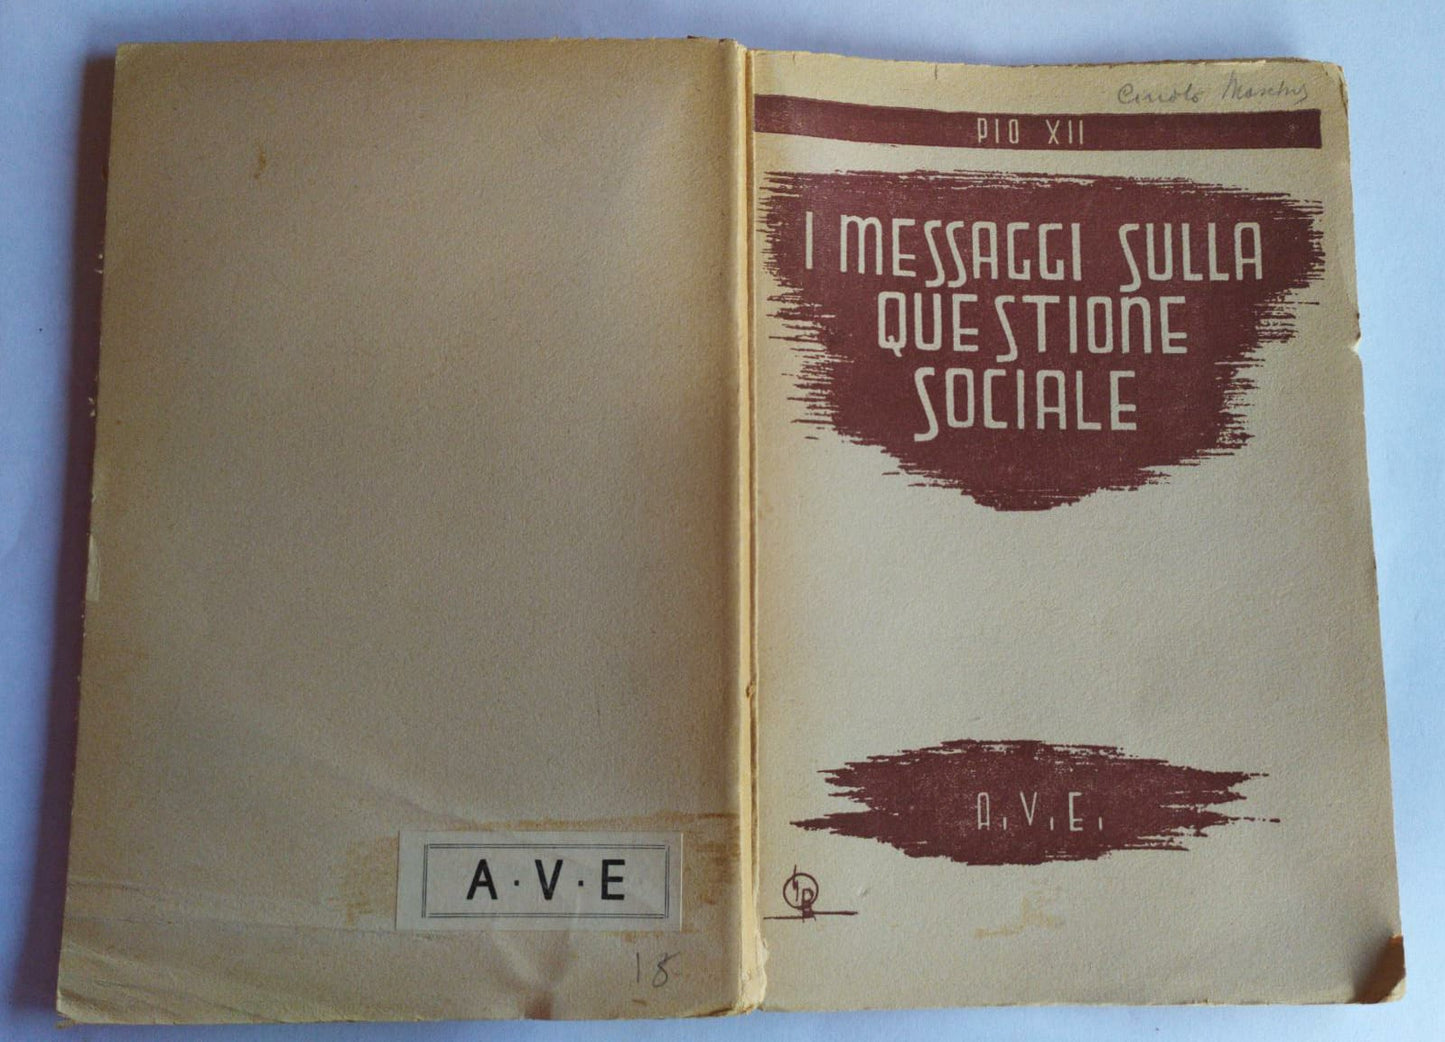 PIO XII
I MESSAGGI SULLA
QUESTIONE
SOCIALE
A.V.E.
A·V·E
18